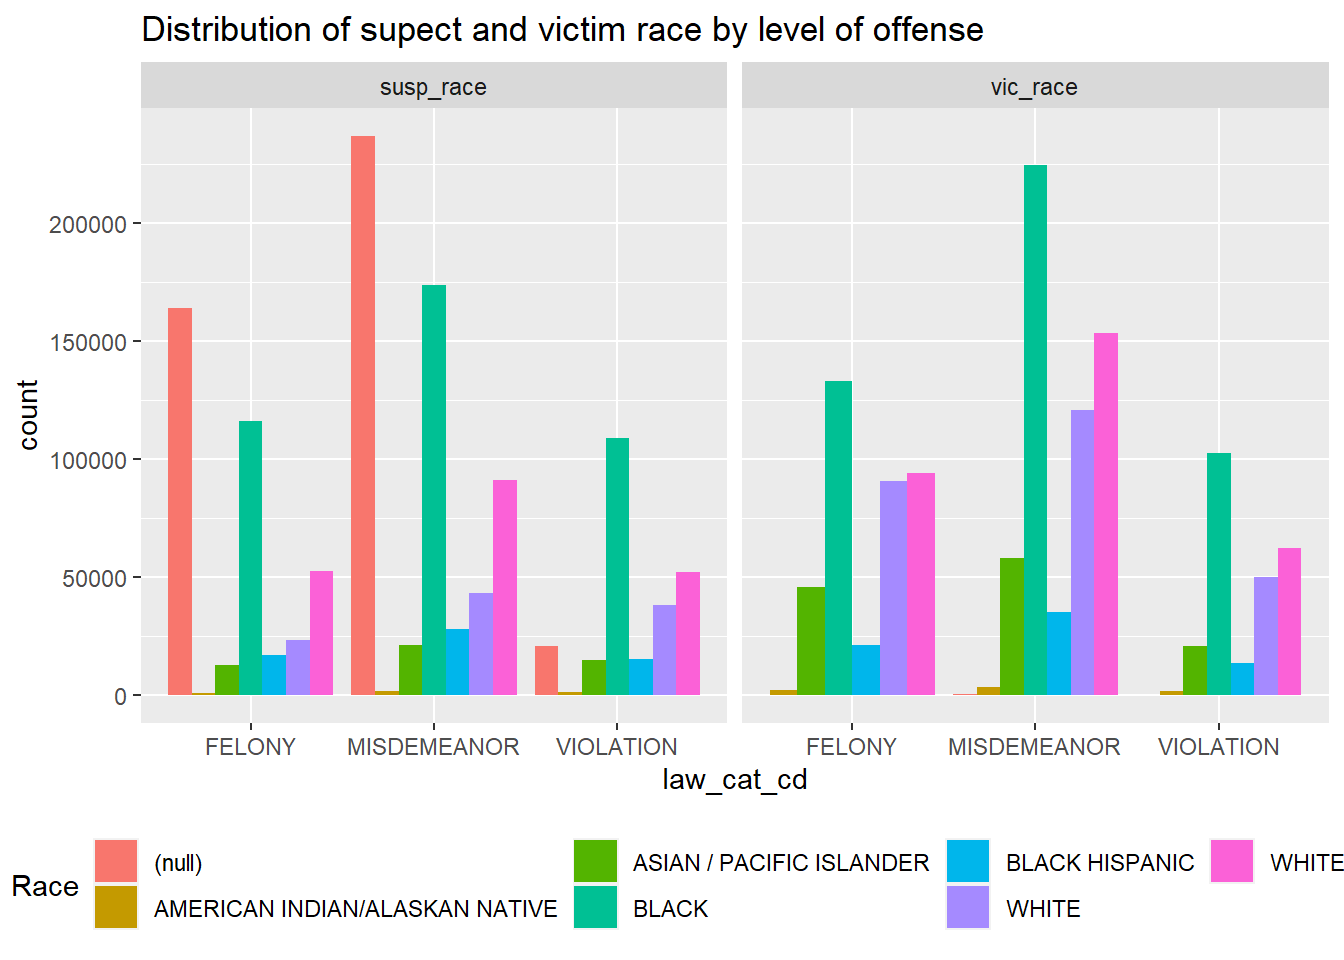 Distribution of supect and victim race by level of offense
susp_race
vic_race
count
200000
150000
100000
50000
0
FELONY
MISDEMEANOR
VIOLATION
FELONY
MISDEMEANOR
VIOLATION
law_cat_cd
Race
(null)
AMERICAN INDIAN/ALASKAN NATIVE
ASIAN / PACIFIC ISLANDER
BLACK
BLACK HISPANIC
WHITE
WHITE